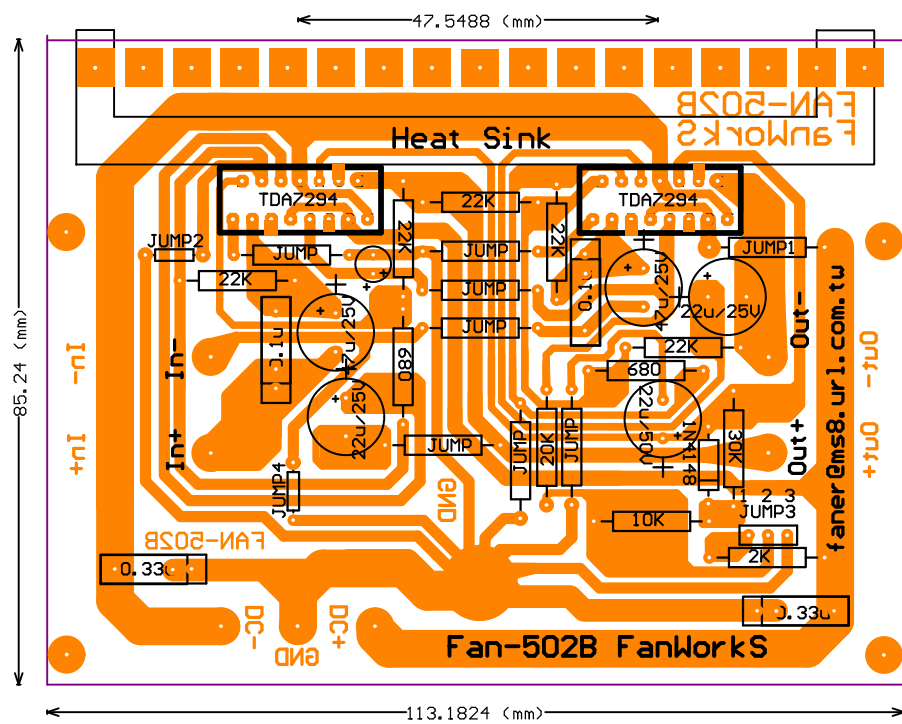 47.5488 (mm)
85.24 (mm)
FAN-502B
FanWorkS
Heat Sink
TDA7294
TDA7294
22K
22K
22K
JUMP2
JUMP
JUMP
JUMP1
22K
JUMP
0.1u
47u/25V
22u/25V
0.1u
47u/25V
JUMP
22K
680
680
In-
In-
Out-
Out-
faner@ms8.url.com.tw
22u/25V
22u/50V
1N4148
30K
In+
In+
Out+
Out+
JUMP
JUMP
20K
JUMP
JUMP4
GND
1 2 3
JUMP3
10K
FAN-502B
2K
0.33u
0.33u
DC-
GND
DC+
Fan-502B FanWorkS
113.1824 (mm)